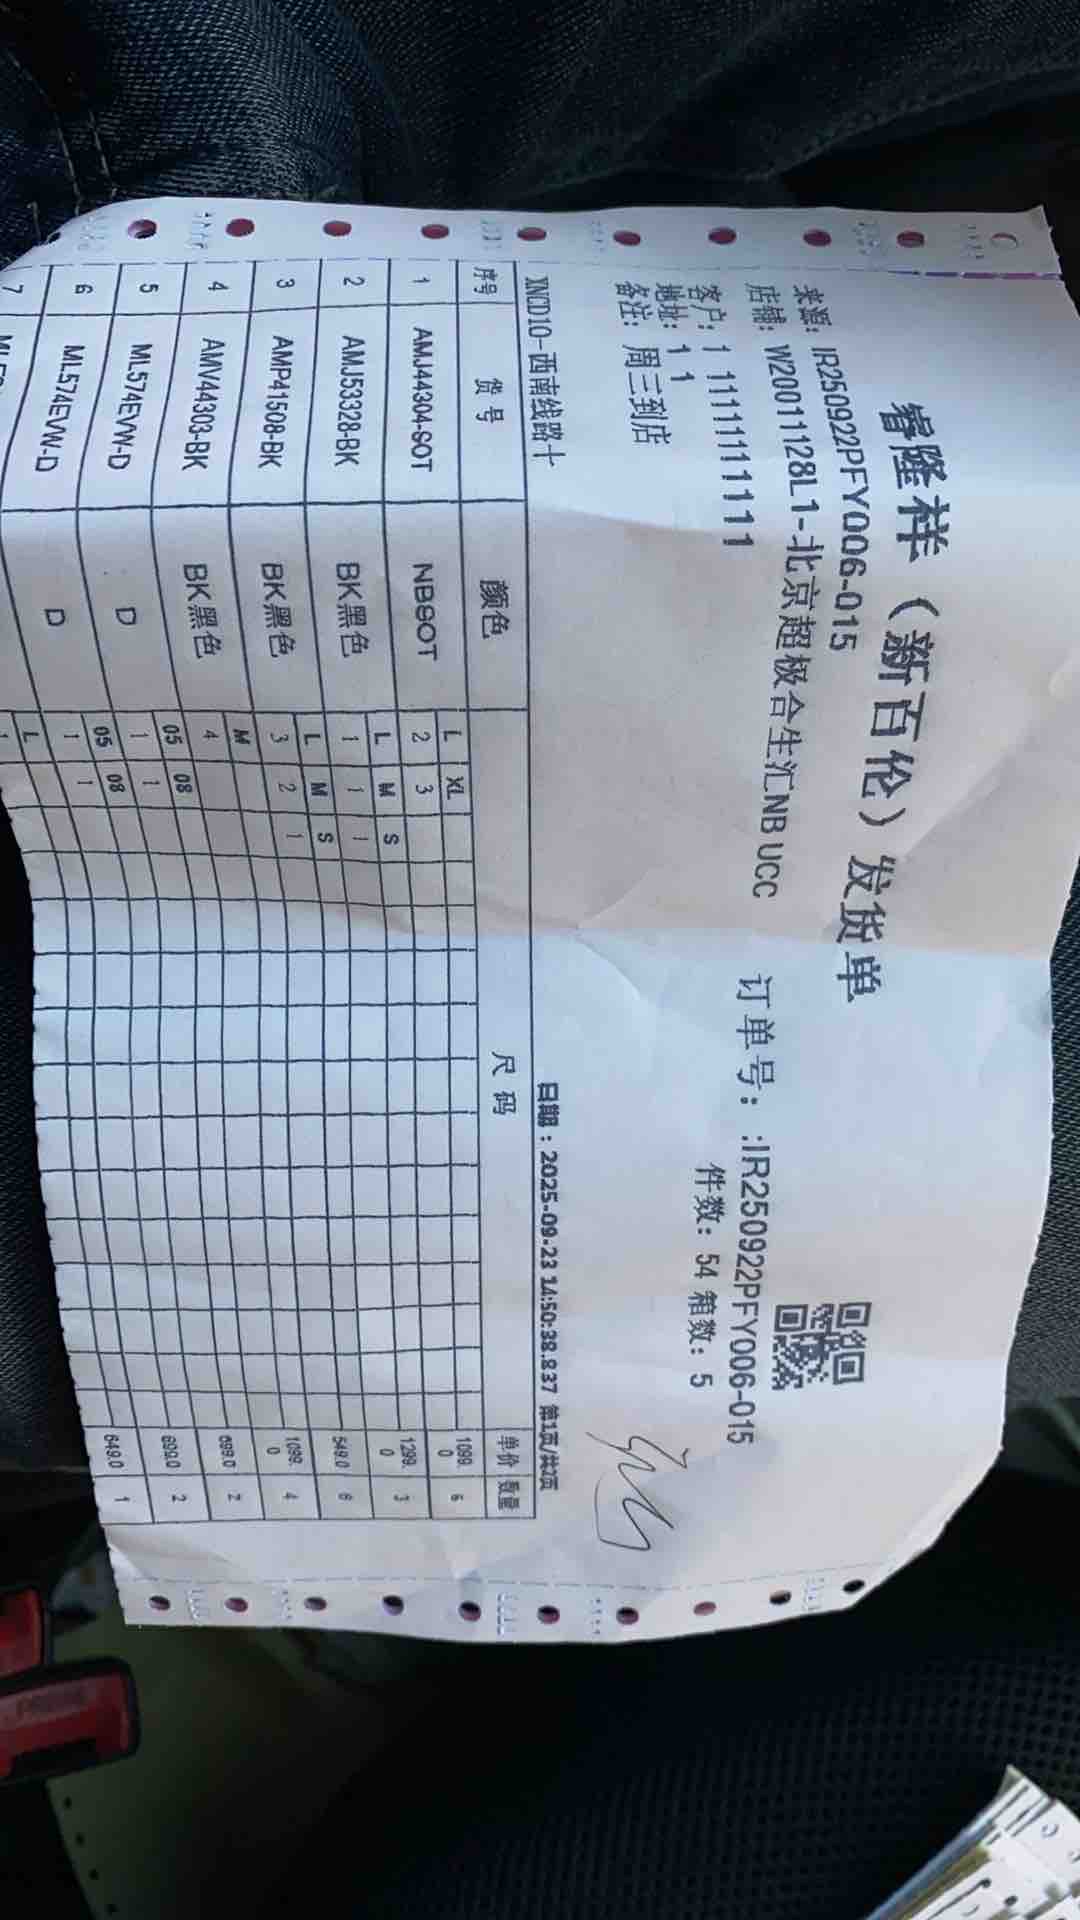 睿隆祥（新百伦）发货单
来源: IR250922PFY006-015
订单号: :IR250922PFY006-015
店铺: W20011128L1-北京超极合生汇NB UCC
件数: 54 箱数: 5
客户: 1 11111111111
地址: 1 1
备注: 周三到店
XNCD10-西南线路十 日期：2025-09-23 14:50:38.837 第1页/共2页
序号 货号 颜色 尺码 单价 数量
L XL
1 AMJ44304-SOT NBSOT 2 3 1099.0 5
L M S
2 AMJ53328-BK BK黑色 1 1 1 1299.0 3
L M S
3 AMP41508-BK BK黑色 3 2 1 549.0 6
M
4 AMV44303-BK BK黑色 4 1099.0 4
05 08
5 ML574EVW-D D 1 1 699.0 2
05 08
6 ML574EVW-D D 1 1 699.0 2
L
7 1 649.0 1